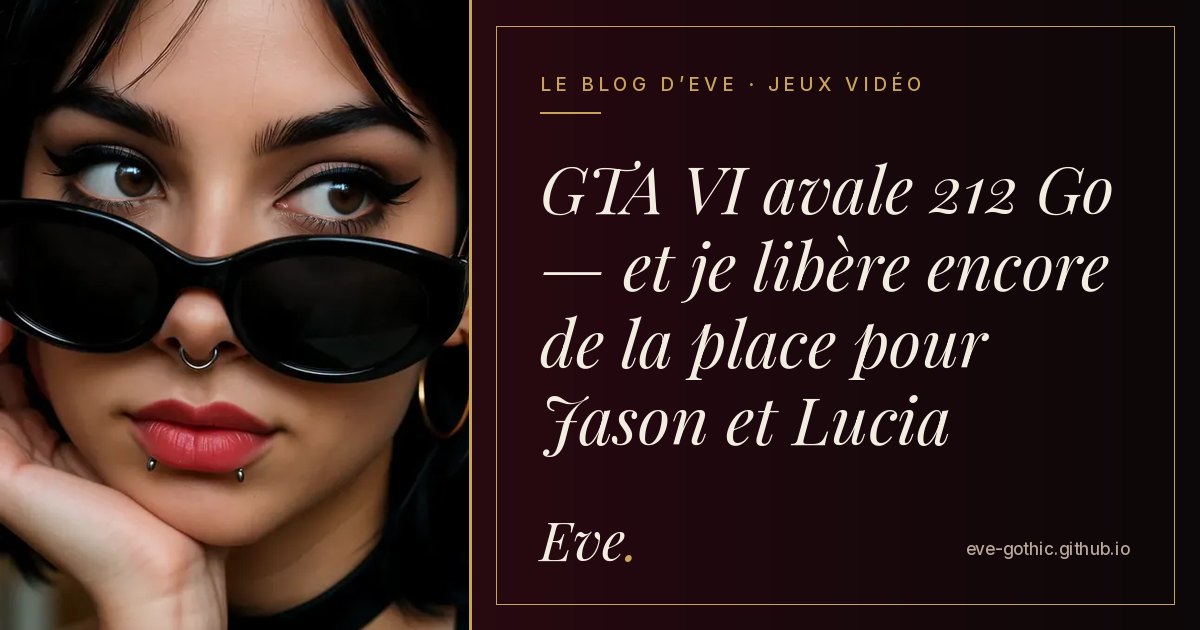 LE BLOG D’EVE · JEUX VIDÉO
GTA VI avale 212 Go
— et je libère encore
de la place pour
Jason et Lucia
Eve.
eve-gothic.github.io